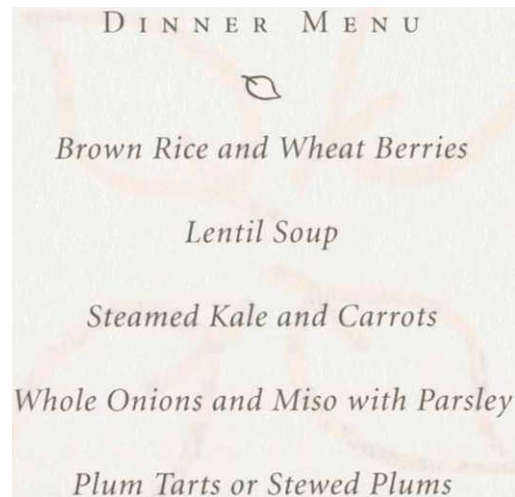 DINNER MENU
Brown Rice and Wheat Berries
Lentil Soup
Steamed Kale and Carrots
Whole Onions and Miso with Parsley
Plum Tarts or Stewed Plums